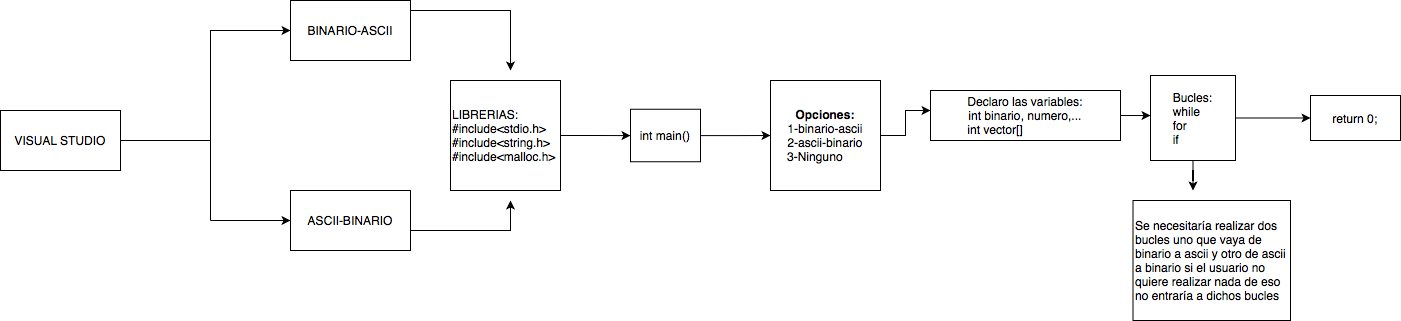 BINARIO-ASCII
VISUAL STUDIO
ASCII-BINARIO
LIBRERIAS:
#include<stdio.h>
#include<string.h>
#include<malloc.h>
int main()
Opciones:
1-binario-ascii
2-ascii-binario
3-Ninguno
Declaro las variables:
int binario, numero,...
int vector[]
Bucles:
while
for
if
return 0;
Se necesitaría realizar dos
bucles uno que vaya de
binario a ascii y otro de ascii
a binario si el usuario no
quiere realizar nada de eso
no entraría a dichos bucles